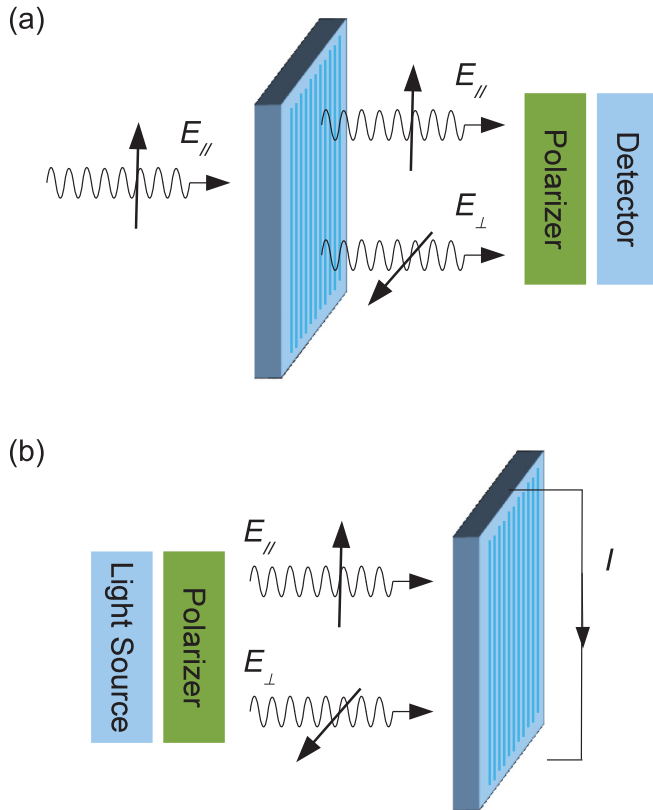 (a)
E//
E//
E⊥
Polarizer
Detector
(b)
E//
E⊥
Light Source
Polarizer
I